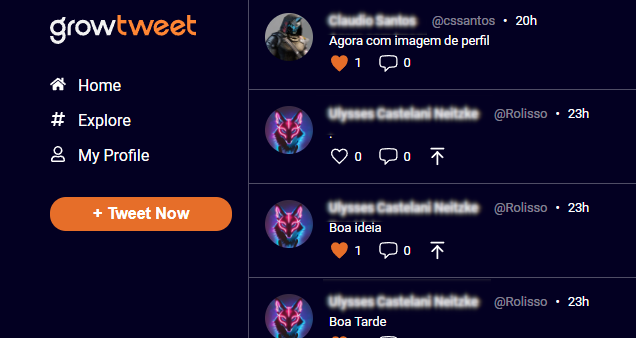 growtweet
Home
# Explore
My Profile
+ Tweet Now
Claudio Santos @cssantos • 20h
Agora com imagem de perfil
1 0
Ulysses Castelani Neitzke @Rolisso • 23h
.
0 0
Ulysses Castelani Neitzke @Rolisso • 23h
Boa ideia
1 0
Ulysses Castelani Neitzke @Rolisso • 23h
Boa Tarde